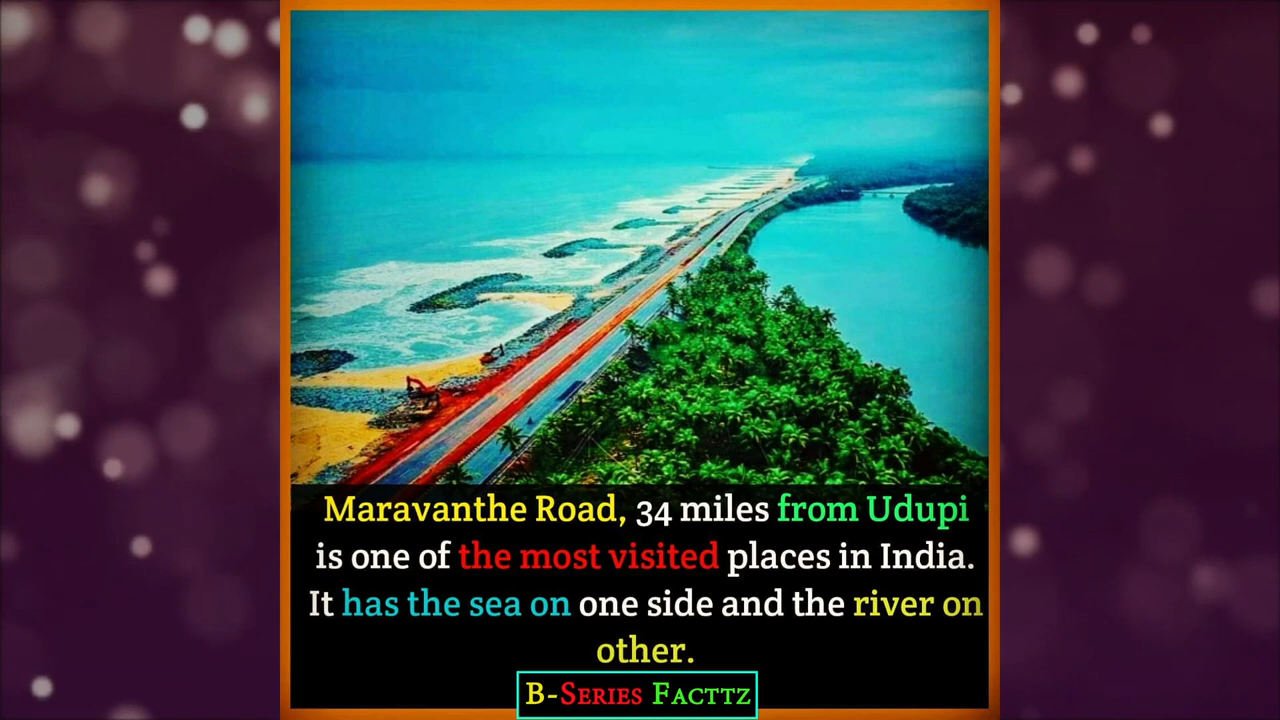 Maravanthe Road, 34 miles from Udupi
is one of the most visited places in India.
It has the sea on one side and the river on
other.
B-Series Facttz